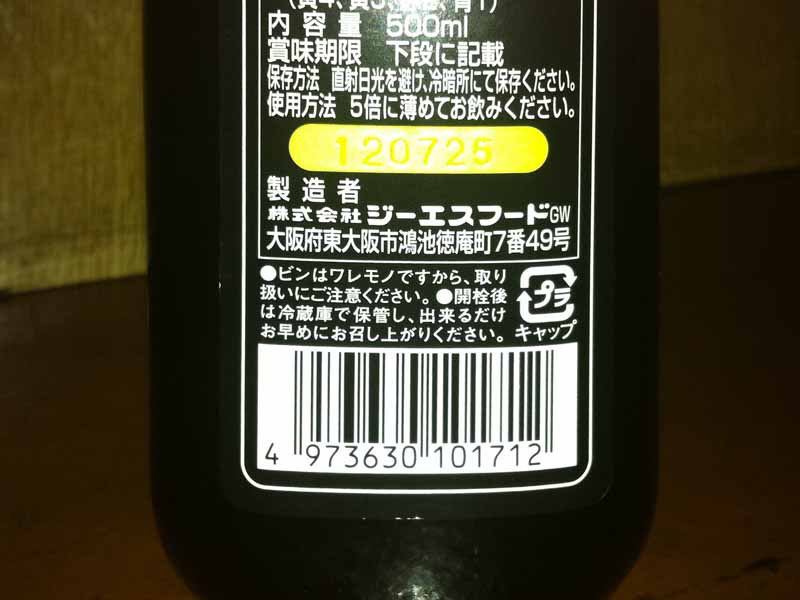 内容量 500ml
賞味期限 下段に記載
保存方法 直射日光を避け、冷暗所にて保存ください。
使用方法 5倍に薄めてお飲みください。
120725
製造者
株式会社ジーエスフードGW
大阪府東大阪市鴻池徳庵町7番49号
●ビンはワレモノですから、取り
扱いにご注意ください。●開栓後
は冷蔵庫で保管し、出来るだけ
お早めにお召し上がりください。
プラ
キャップ
4 973630 101712